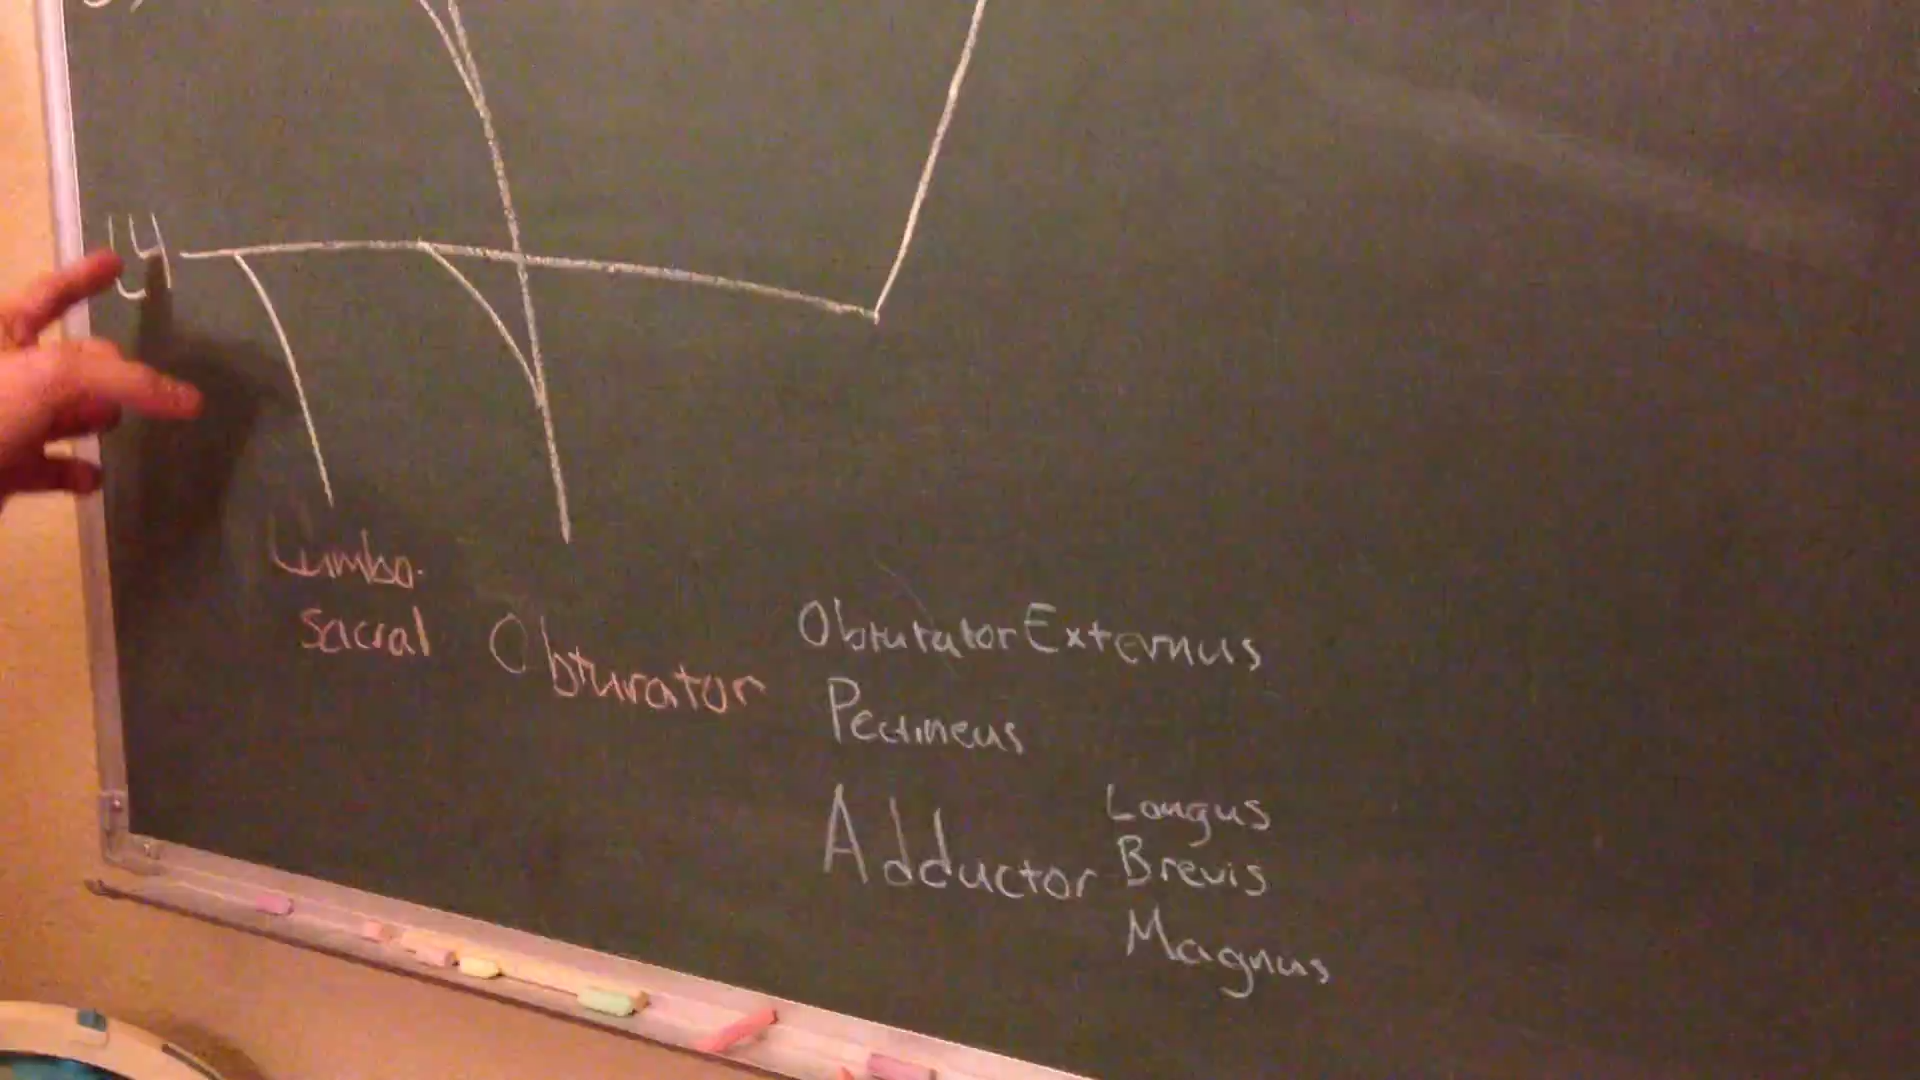 L4
Lumbo-
sacral
Obturator
Obturator Externus
Pectineus
Adductor
Longus
Brevis
Magnus